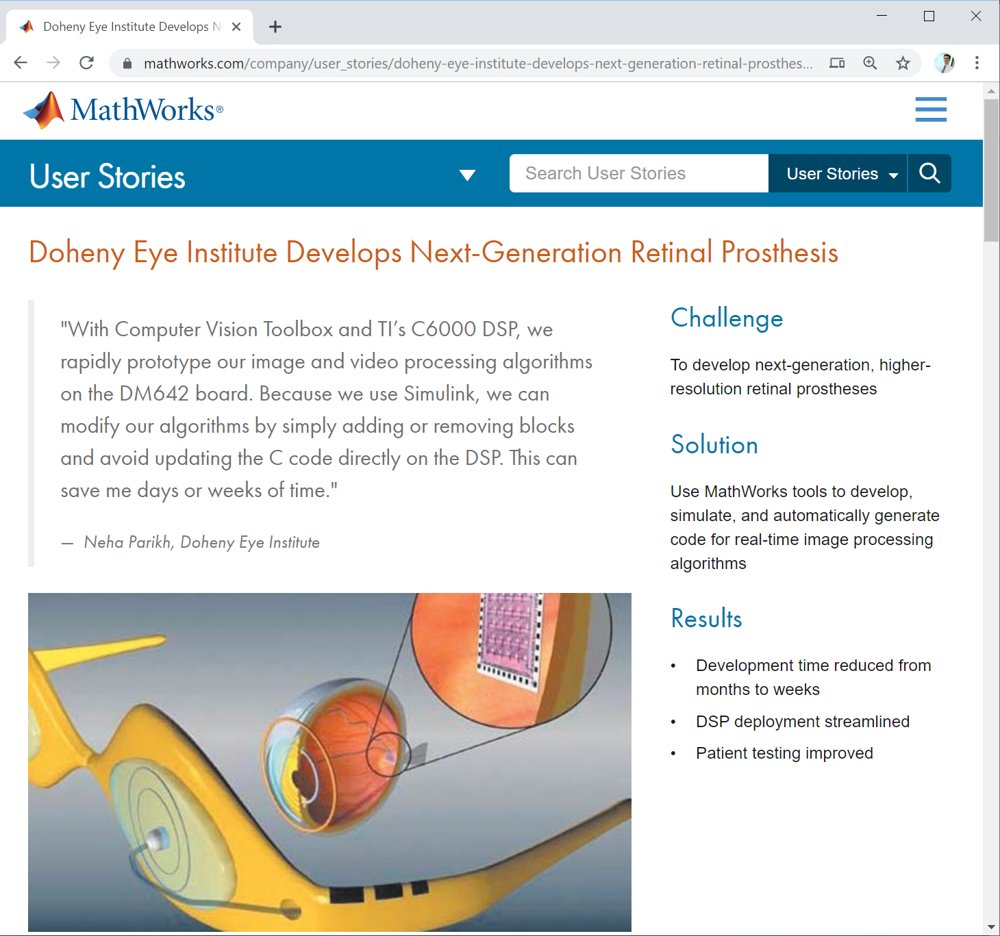 Doheny Eye Institute Develops N
mathworks.com/company/user_stories/doheny-eye-institute-develops-next-generation-retinal-prosthes...
MathWorks®
User Stories
Search User Stories
User Stories
Doheny Eye Institute Develops Next-Generation Retinal Prosthesis
"With Computer Vision Toolbox and TI’s C6000 DSP, we
rapidly prototype our image and video processing algorithms
on the DM642 board. Because we use Simulink, we can
modify our algorithms by simply adding or removing blocks
and avoid updating the C code directly on the DSP. This can
save me days or weeks of time."
— Neha Parikh, Doheny Eye Institute
Challenge
To develop next-generation, higher-
resolution retinal prostheses
Solution
Use MathWorks tools to develop,
simulate, and automatically generate
code for real-time image processing
algorithms
Results
• Development time reduced from
months to weeks
• DSP deployment streamlined
• Patient testing improved